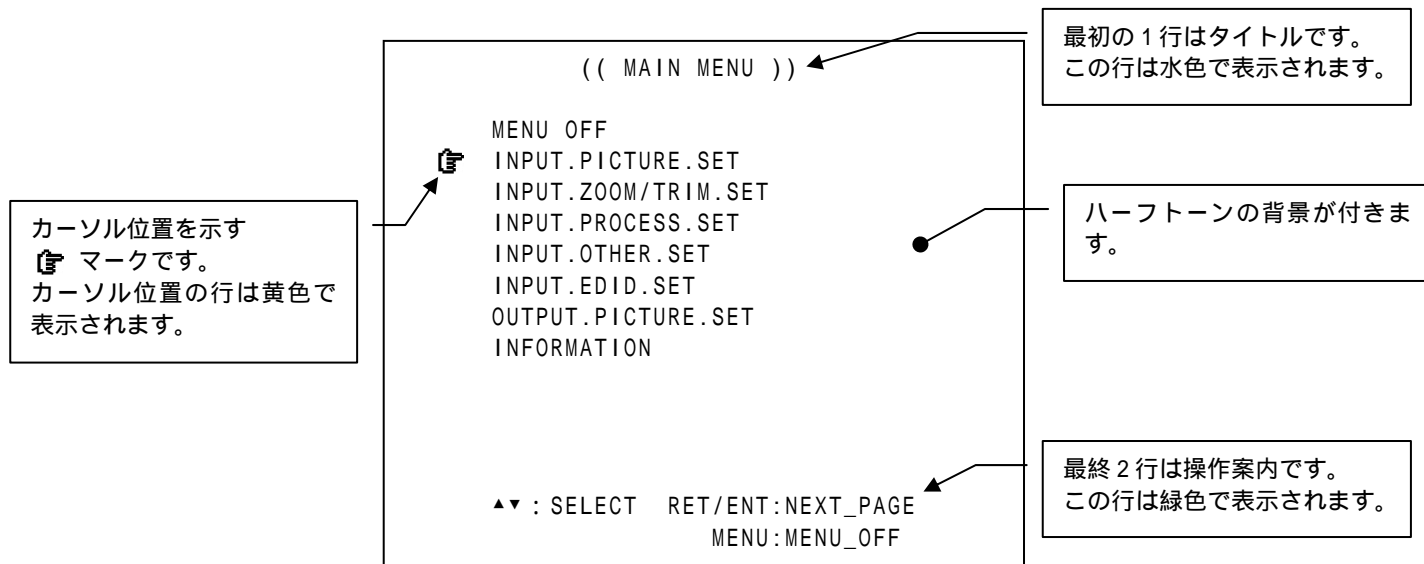 最初の1行はタイトルです。
この行は水色で表示されます。
(( MAIN MENU ))
MENU OFF
INPUT.PICTURE.SET
INPUT.ZOOM/TRIM.SET
INPUT.PROCESS.SET
INPUT.OTHER.SET
INPUT.EDID.SET
OUTPUT.PICTURE.SET
INFORMATION
カーソル位置を示す
☞ マークです。
カーソル位置の行は黄色で
表示されます。
ハーフトーンの背景が付きま
す。
▲▼:SELECT RET/ENT:NEXT_PAGE
MENU:MENU_OFF
最終2行は操作案内です。
この行は緑色で表示されます。